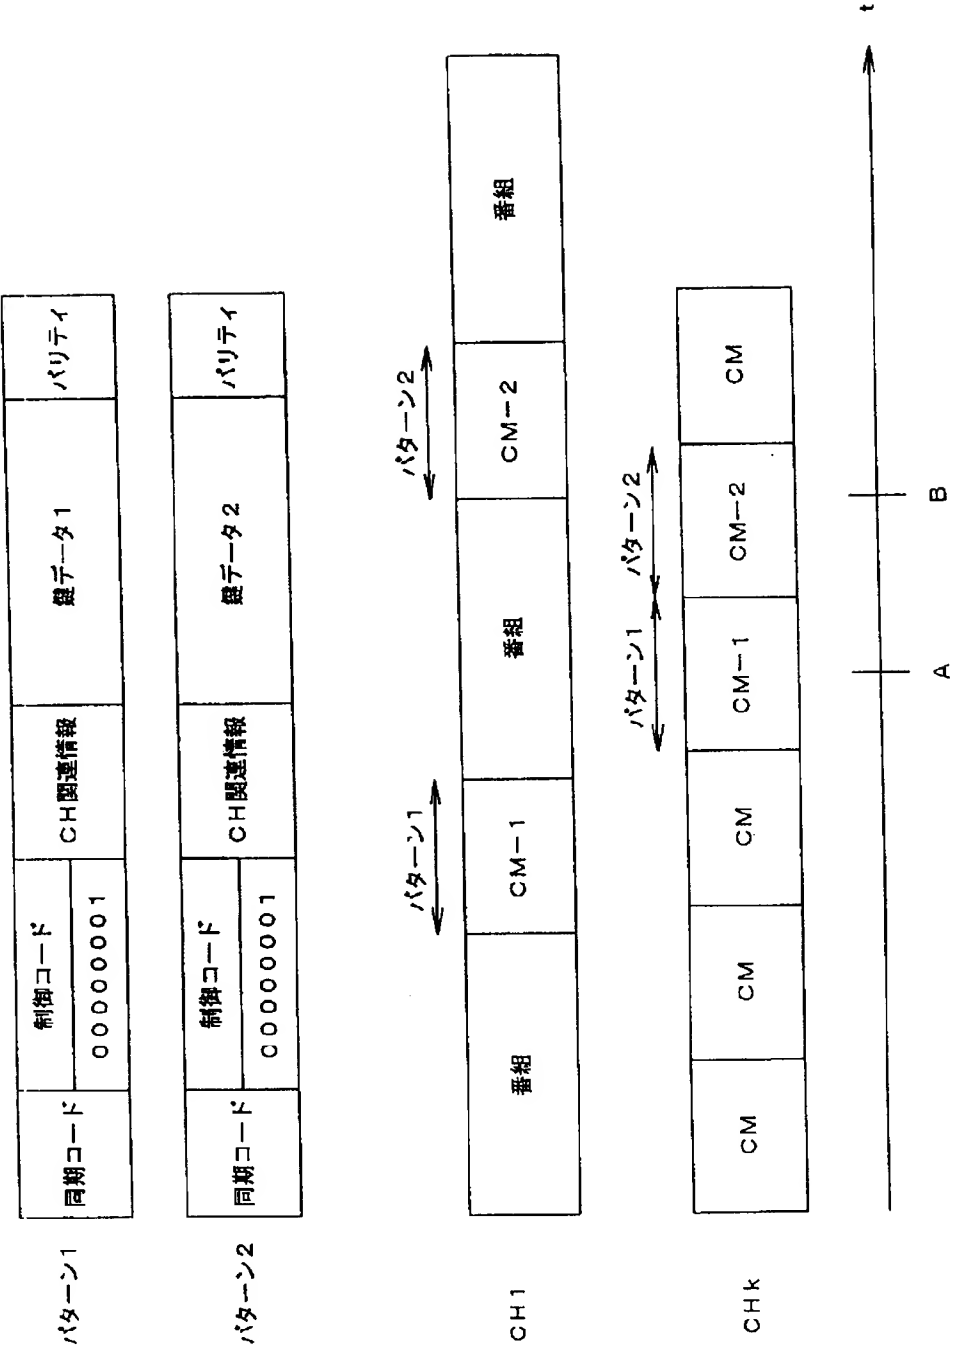 パターン1
同期コード
制御コード
00000001
CH関連情報
鍵データ1
パリティ
パターン2
同期コード
制御コード
00000001
CH関連情報
鍵データ2
パリティ
パターン1
パターン2
CH1
番組
CM-1
番組
CM-2
番組
パターン1
パターン2
CHk
CM
CM
CM
CM-1
CM-2
CM
A
B
t